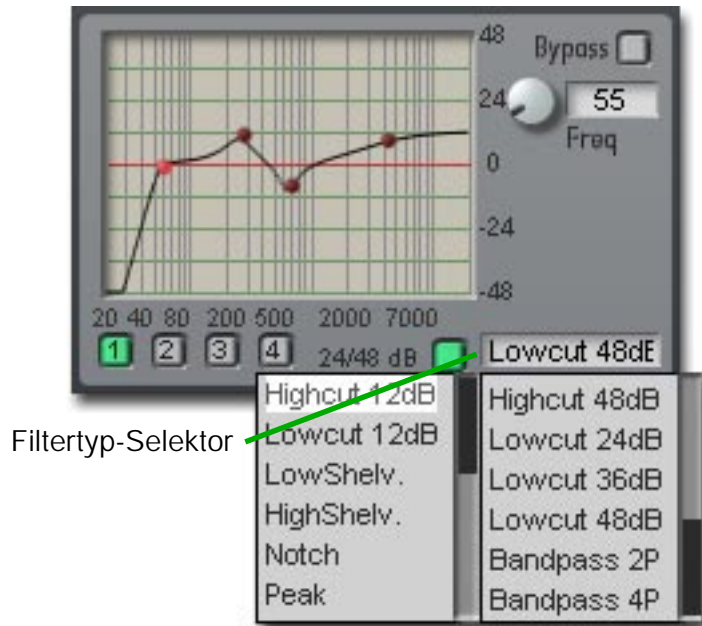 48
Bypass
24
55
Freq
0
-24
-48
20 40 80 200 500 2000 7000
1 2 3 4 24/48 dB Lowcut 48dE
Filtertyp-Selektor
Highcut 12dB
Lowcut 12dB
LowShelv.
HighShelv.
Notch
Peak
Highcut 48dB
Lowcut 24dB
Lowcut 36dB
Lowcut 48dB
Bandpass 2P
Bandpass 4P